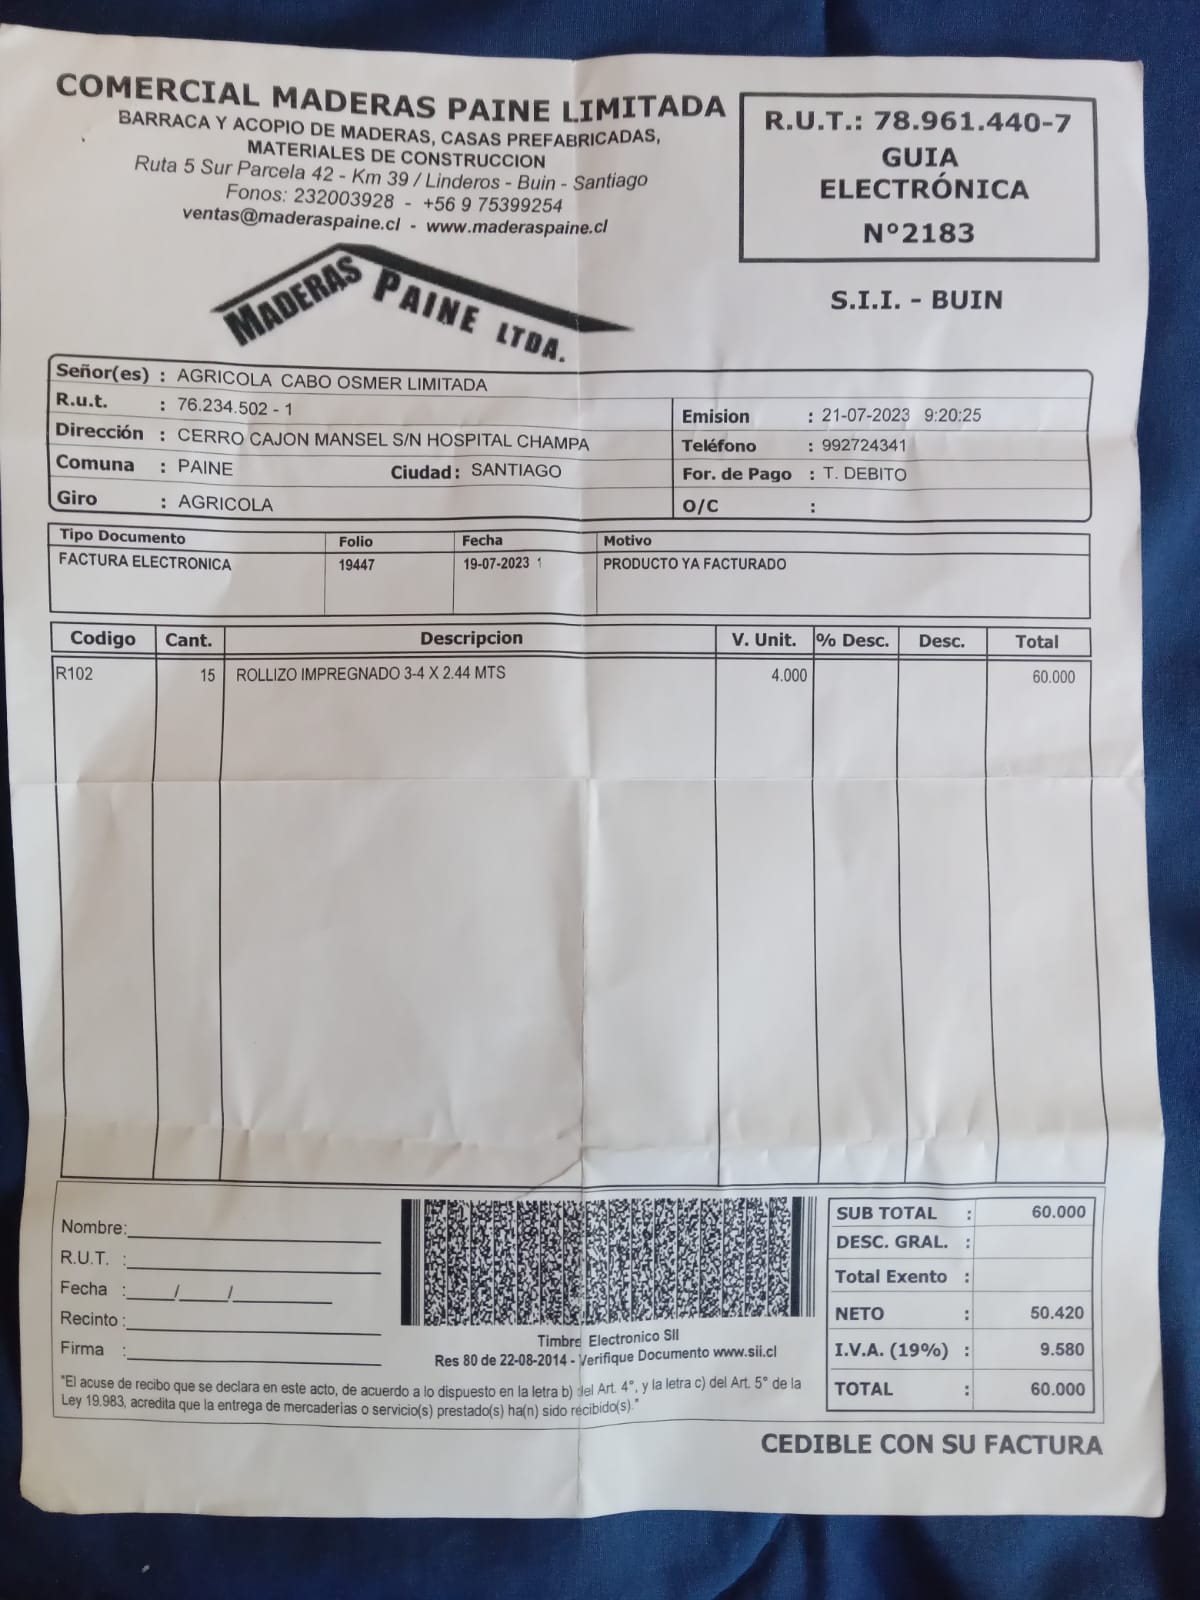 COMERCIAL MADERAS PAINE LIMITADA
BARRACA Y ACOPIO DE MADERAS, CASAS PREFABRICADAS,
MATERIALES DE CONSTRUCCION
Ruta 5 Sur Parcela 42 - Km 39 / Linderos - Buin - Santiago
Fonos: 232003928 - +56 9 75399254
ventas@maderaspaine.cl - www.maderaspaine.cl
MADERAS PAINE LTDA.
R.U.T.: 78.961.440-7
GUIA
ELECTRÓNICA
N°2183
S.I.I. - BUIN
Señor(es) : AGRICOLA CABO OSMER LIMITADA
R.u.t. : 76.234.502 - 1
Dirección : CERRO CAJON MANSEL S/N HOSPITAL CHAMPA
Comuna : PAINE Ciudad : SANTIAGO
Giro : AGRICOLA
Emision : 21-07-2023 9:20:25
Teléfono : 992724341
For. de Pago : T. DEBITO
O/C :
Tipo Documento Folio Fecha Motivo
FACTURA ELECTRONICA 19447 19-07-2023 1 PRODUCTO YA FACTURADO
Codigo Cant. Descripcion V. Unit. % Desc. Desc. Total
R102 15 ROLLIZO IMPREGNADO 3-4 X 2.44 MTS 4.000 60.000
Nombre:
R.U.T. :
Fecha : / /
Recinto :
Firma :
Timbre Electronico SII
Res 80 de 22-08-2014 - Verifique Documento www.sii.cl
"El acuse de recibo que se declara en este acto, de acuerdo a lo dispuesto en la letra b) del Art. 4°, y la letra c) del Art. 5° de la
Ley 19.983, acredita que la entrega de mercaderías o servicio(s) prestado(s) ha(n) sido recibido(s)."
SUB TOTAL : 60.000
DESC. GRAL. :
Total Exento :
NETO : 50.420
I.V.A. (19%) : 9.580
TOTAL : 60.000
CEDIBLE CON SU FACTURA